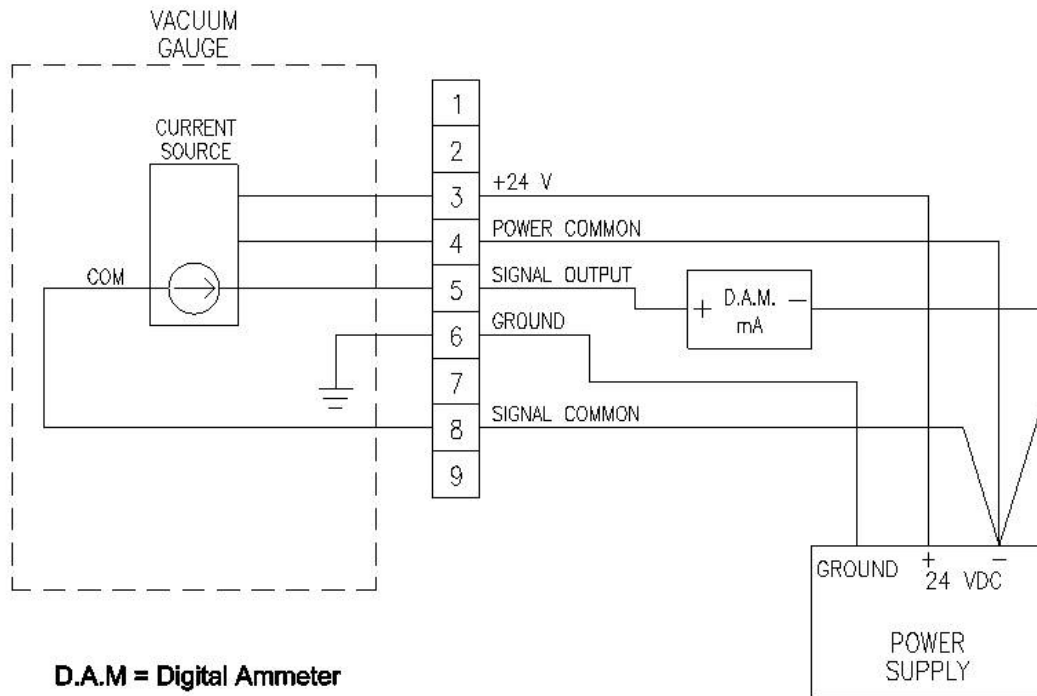 VACUUM
GAUGE
CURRENT
SOURCE
COM
1
2
3
4
5
6
7
8
9
+24 V
POWER COMMON
SIGNAL OUTPUT
GROUND
SIGNAL COMMON
+ D.A.M. −
mA
GROUND + −
24 VDC
POWER
SUPPLY
D.A.M = Digital Ammeter